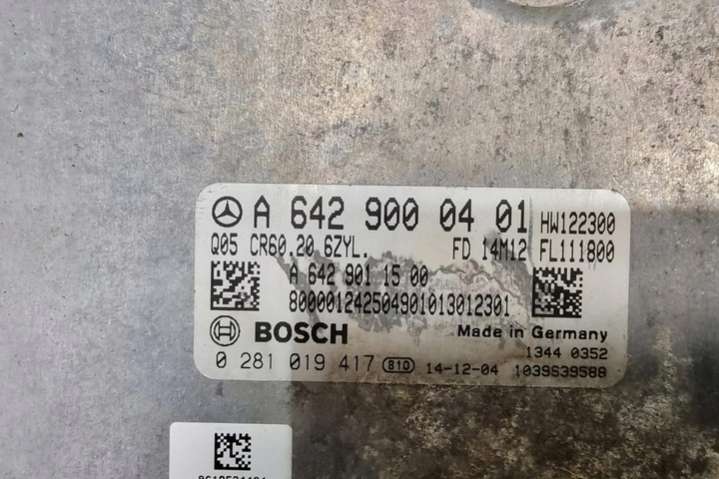 A 642 900 04 01 HW122300
Q05 CR60.20 6ZYL. FD 14M12 FL111800
A 642 901 15 00
800001242504901013012301
BOSCH Made in Germany
1344 0352
0 281 019 417 810 14-12-04 1039S39588